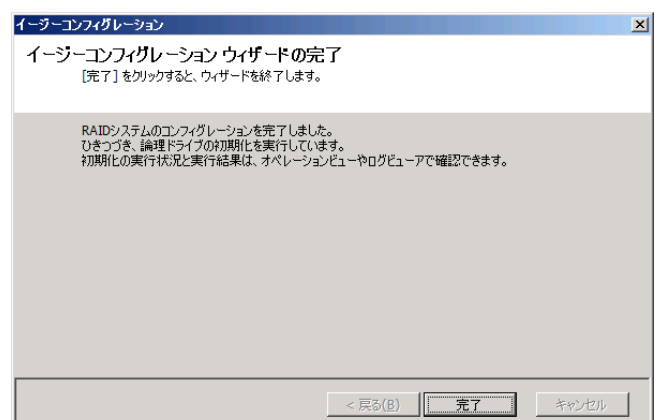 イージーコンフィグレーション
イージーコンフィグレーション ウィザードの完了
[完了] をクリックすると、ウィザードを終了します。
RAIDシステムのコンフィグレーションを完了しました。
ひきつづき、論理ドライブの初期化を実行しています。
初期化の実行状況と実行結果は、オペレーションビューやログビューアで確認できます。
< 戻る(B) 完了 キャンセル